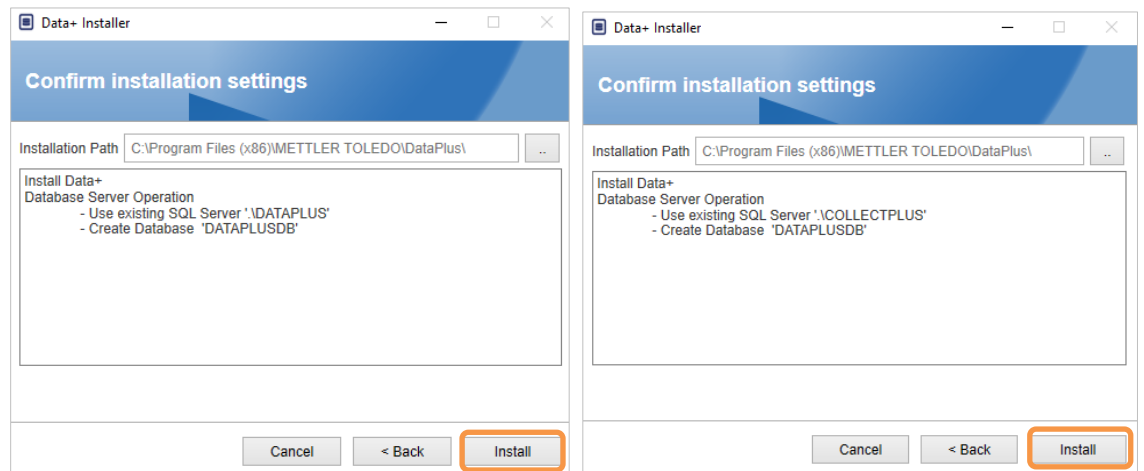 Data+ Installer
Confirm installation settings
Installation Path C:\Program Files (x86)\METTLER TOLEDO\DataPlus\ ..
Install Data+
Database Server Operation
- Use existing SQL Server '.\DATAPLUS'
- Create Database 'DATAPLUSDB'
Cancel < Back Install
Data+ Installer
Confirm installation settings
Installation Path C:\Program Files (x86)\METTLER TOLEDO\DataPlus\ ..
Install Data+
Database Server Operation
- Use existing SQL Server '.\COLLECTPLUS'
- Create Database 'DATAPLUSDB'
Cancel < Back Install